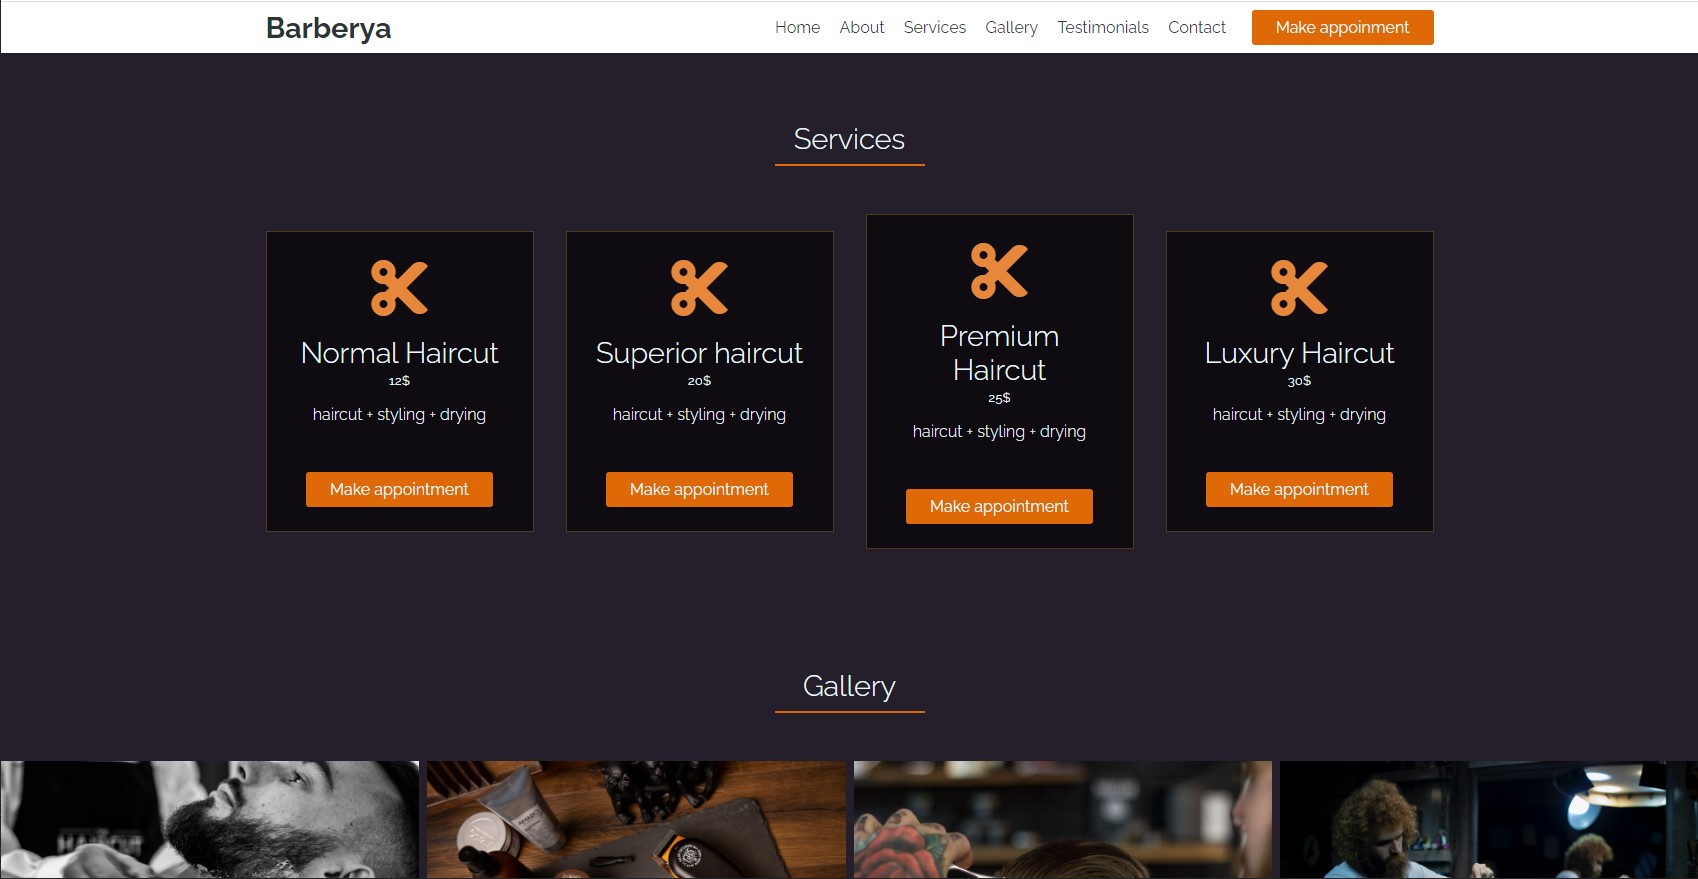 Barberya
Home About Services Gallery Testimonials Contact Make appoinment
Services
Normal Haircut
12$
haircut + styling + drying
Make appointment
Superior haircut
20$
haircut + styling + drying
Make appointment
Premium
Haircut
25$
haircut + styling + drying
Make appointment
Luxury Haircut
30$
haircut + styling + drying
Make appointment
Gallery